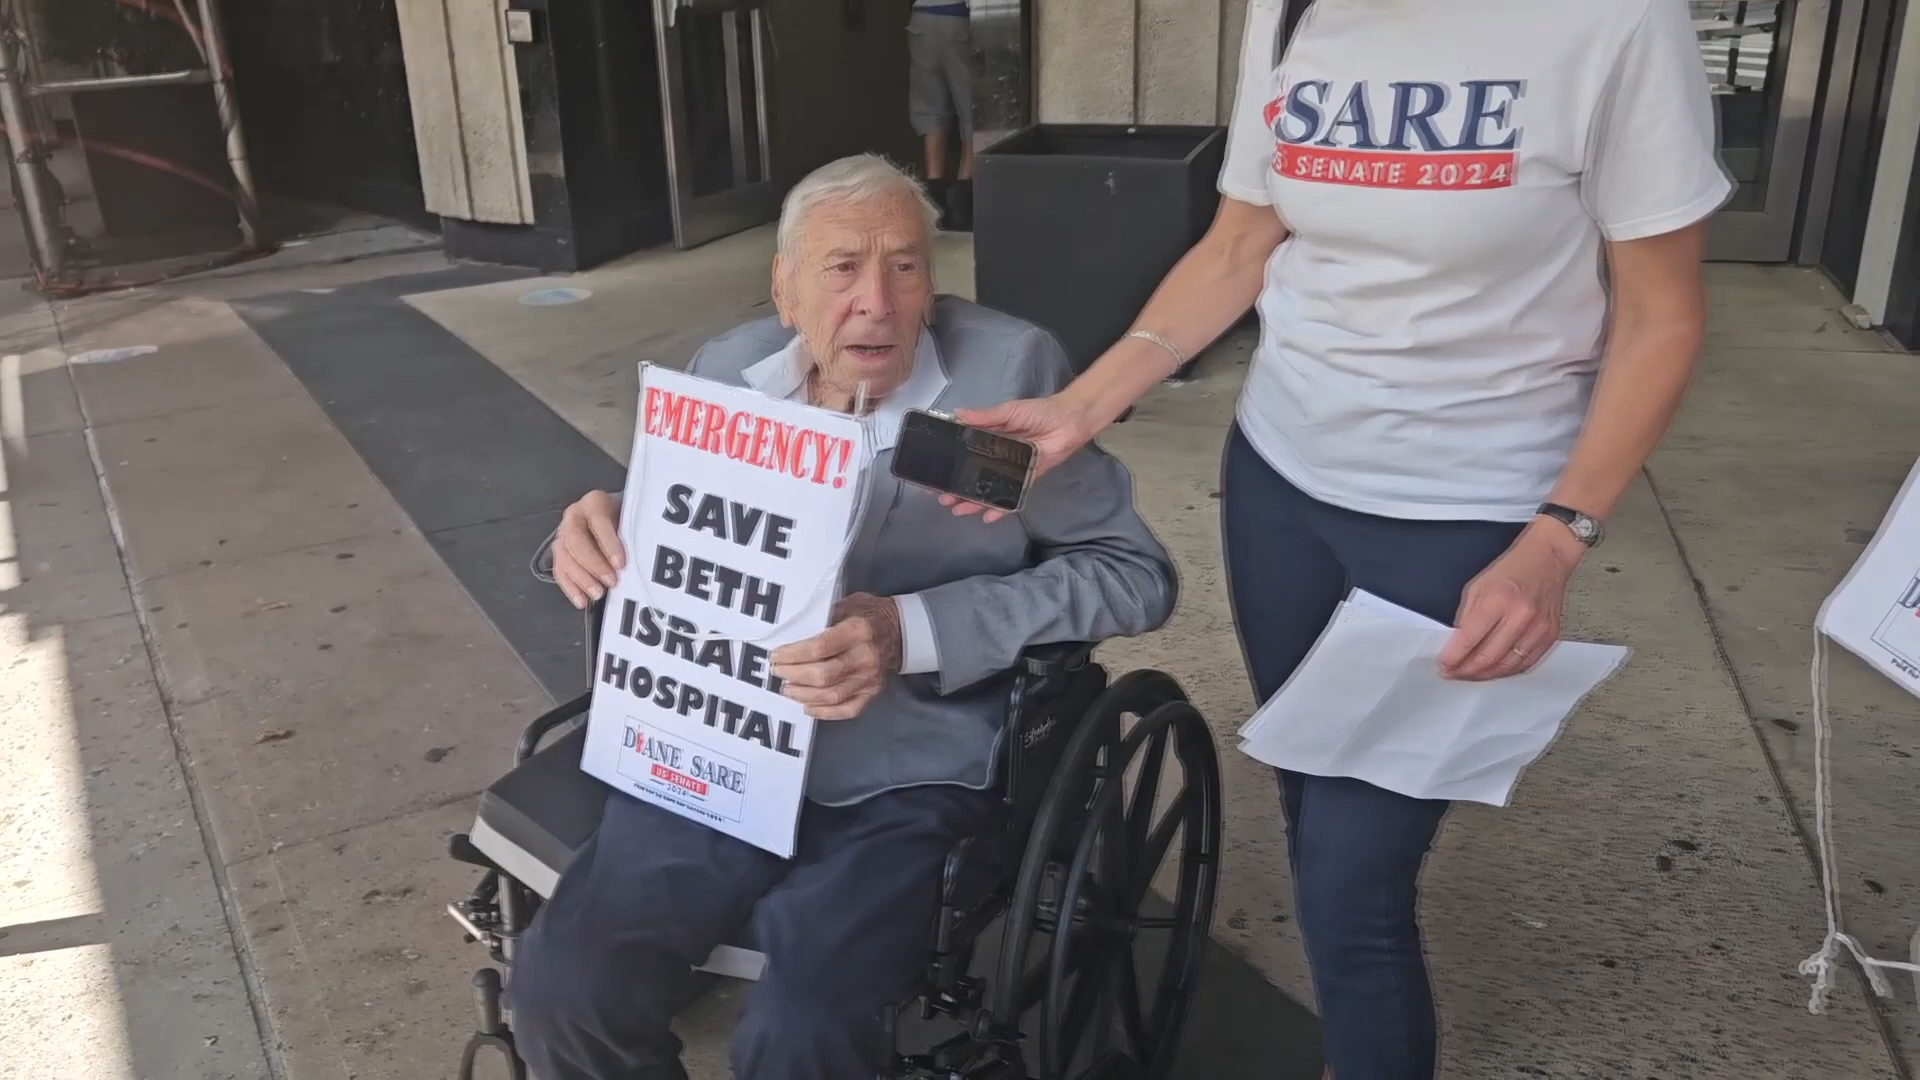 SARE
US SENATE 2024
EMERGENCY!
SAVE
BETH
ISRAEL
HOSPITAL
DIANE SARE
US SENATE
2024